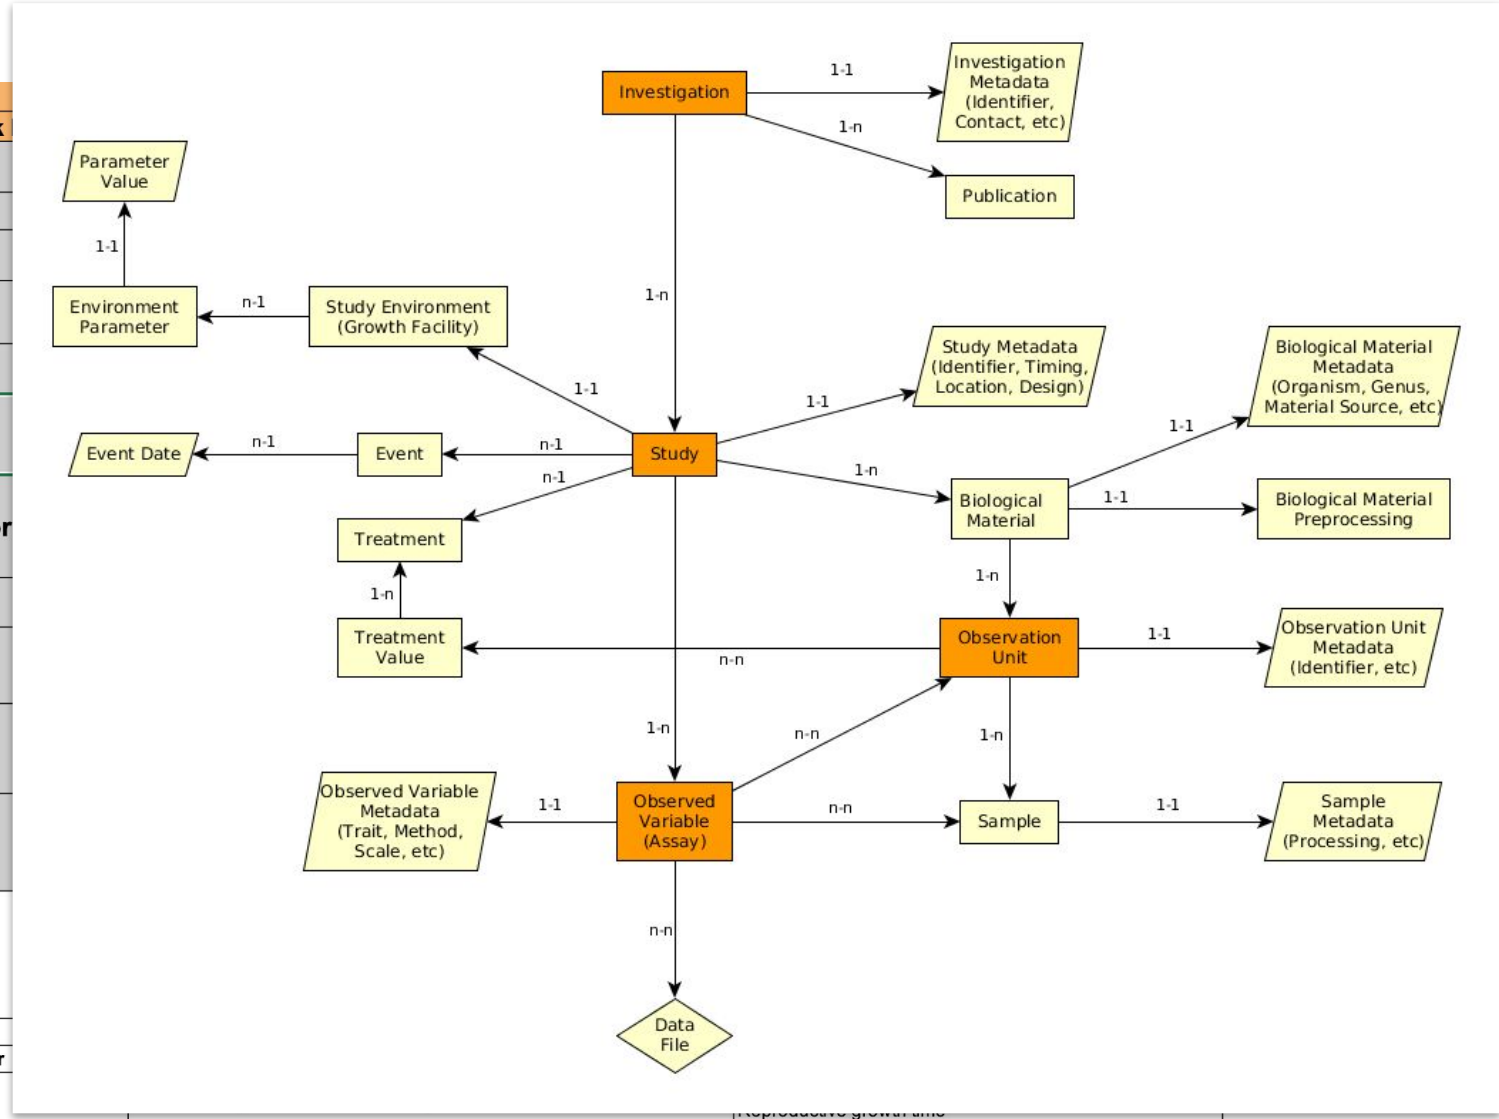 1-1
Investigation
Investigation
Metadata
(Identifier,
Contact, etc)
1-n
Publication
Parameter
Value
1-1
Environment
Parameter
n-1
Study Environment
(Growth Facility)
1-n
1-1
Study Metadata
(Identifier, Timing,
Location, Design)
1-1
Biological Material
Metadata
(Organism, Genus,
Material Source, etc)
1-1
Event Date
n-1
Event
n-1
Study
n-1
1-n
Biological
Material
1-1
Biological Material
Preprocessing
Treatment
1-n
1-n
Treatment
Value
n-n
Observation
Unit
1-1
Observation Unit
Metadata
(Identifier, etc)
1-n
n-n
1-n
Observed Variable
Metadata
(Trait, Method,
Scale, etc)
1-1
Observed
Variable
(Assay)
n-n
Sample
1-1
Sample
Metadata
(Processing, etc)
n-n
Data
File
k
r
r